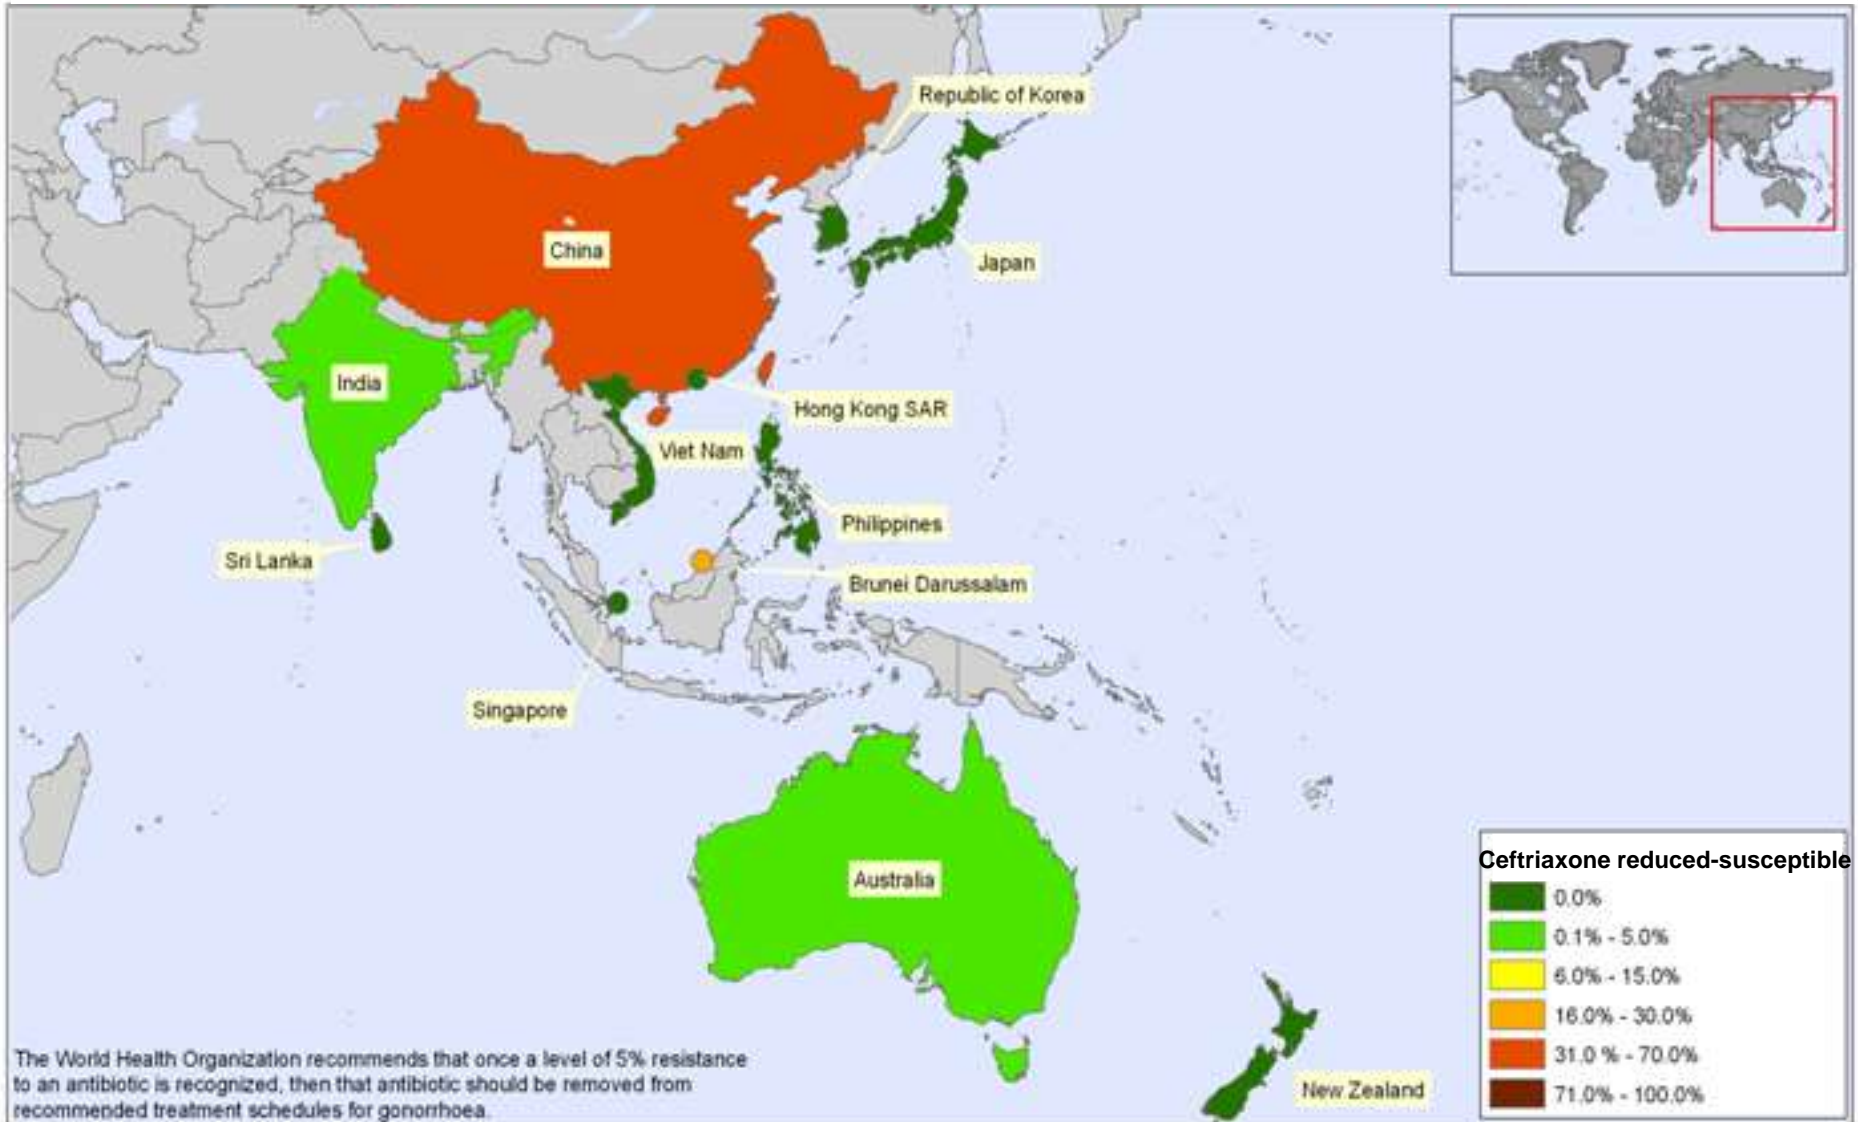 Republic of Korea
China
Japan
India
Hong Kong SAR
Viet Nam
Philippines
Sri Lanka
Brunei Darussalam
Singapore
Australia
Ceftriaxone reduced-susceptible
0.0%
0.1% - 5.0%
6.0% - 15.0%
16.0% - 30.0%
31.0 % - 70.0%
71.0% - 100.0%
The World Health Organization recommends that once a level of 5% resistance
to an antibiotic is recognized, then that antibiotic should be removed from
recommended treatment schedules for gonorrhoea.
New Zealand